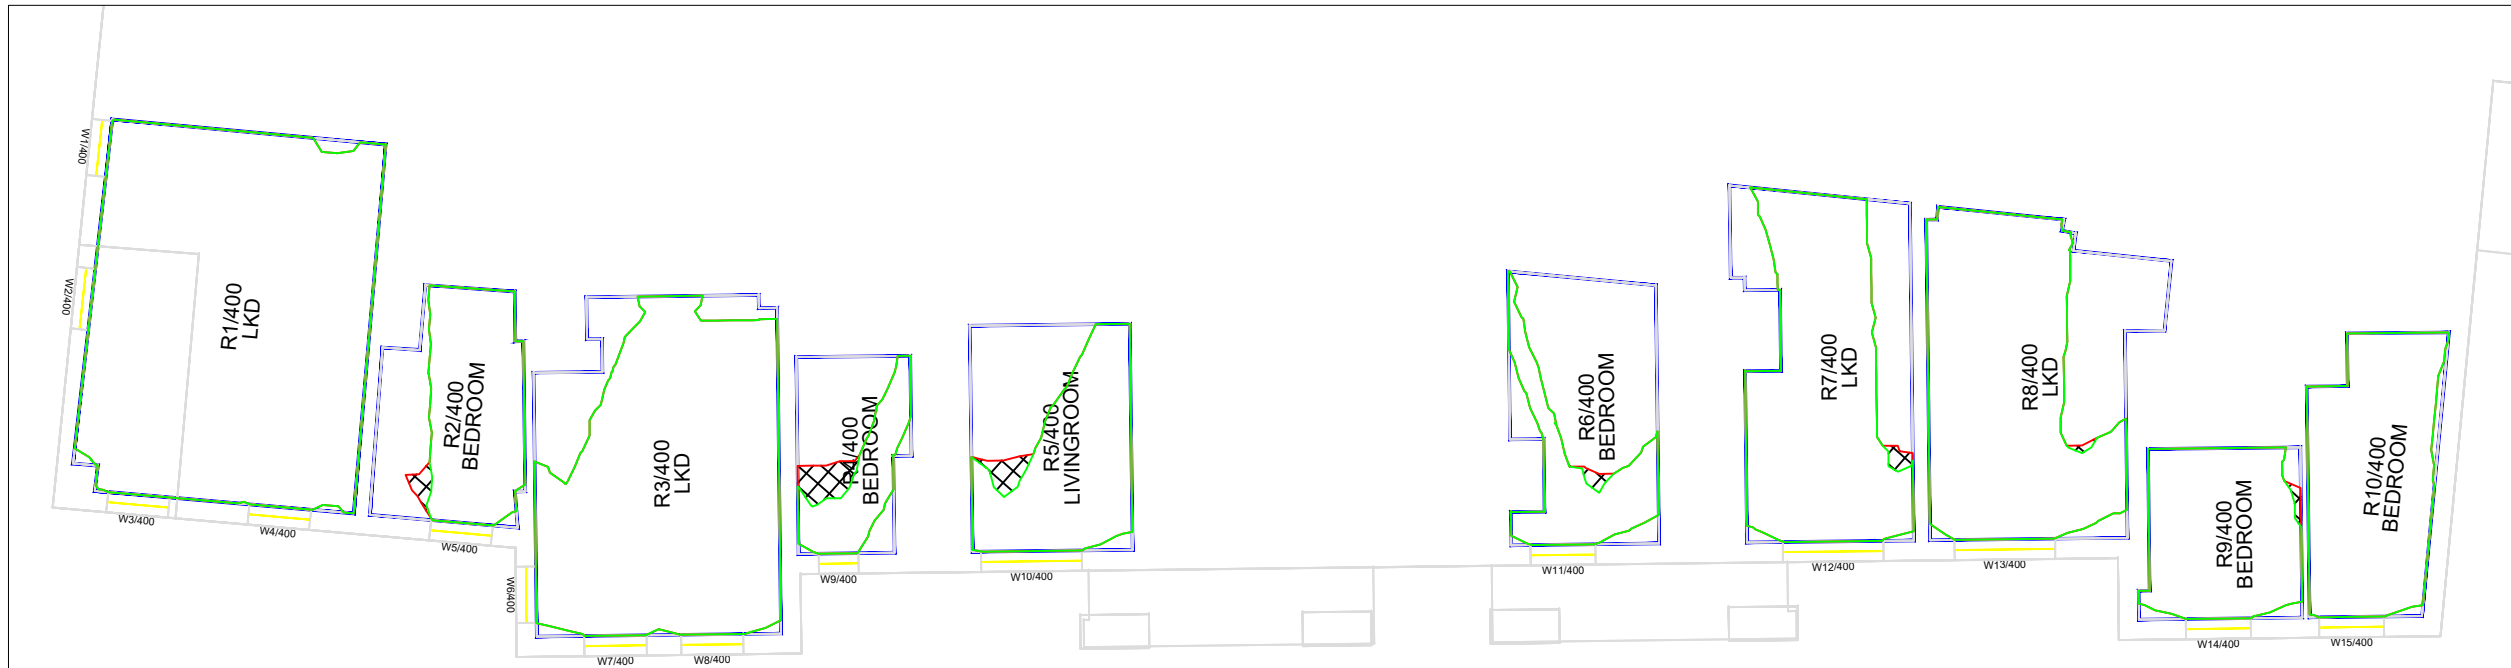 W1/400
W2/400
R1/400
LKD
W3/400
W4/400
R2/400
BEDROOM
W5/400
W6/400
R3/400
LKD
W7/400
W8/400
R4/400
BEDROOM
W9/400
R5/400
LIVINGROOM
W10/400
R6/400
BEDROOM
W11/400
R7/400
LKD
W12/400
R8/400
LKD
W13/400
R9/400
BEDROOM
W14/400
R10/400
BEDROOM
W15/400